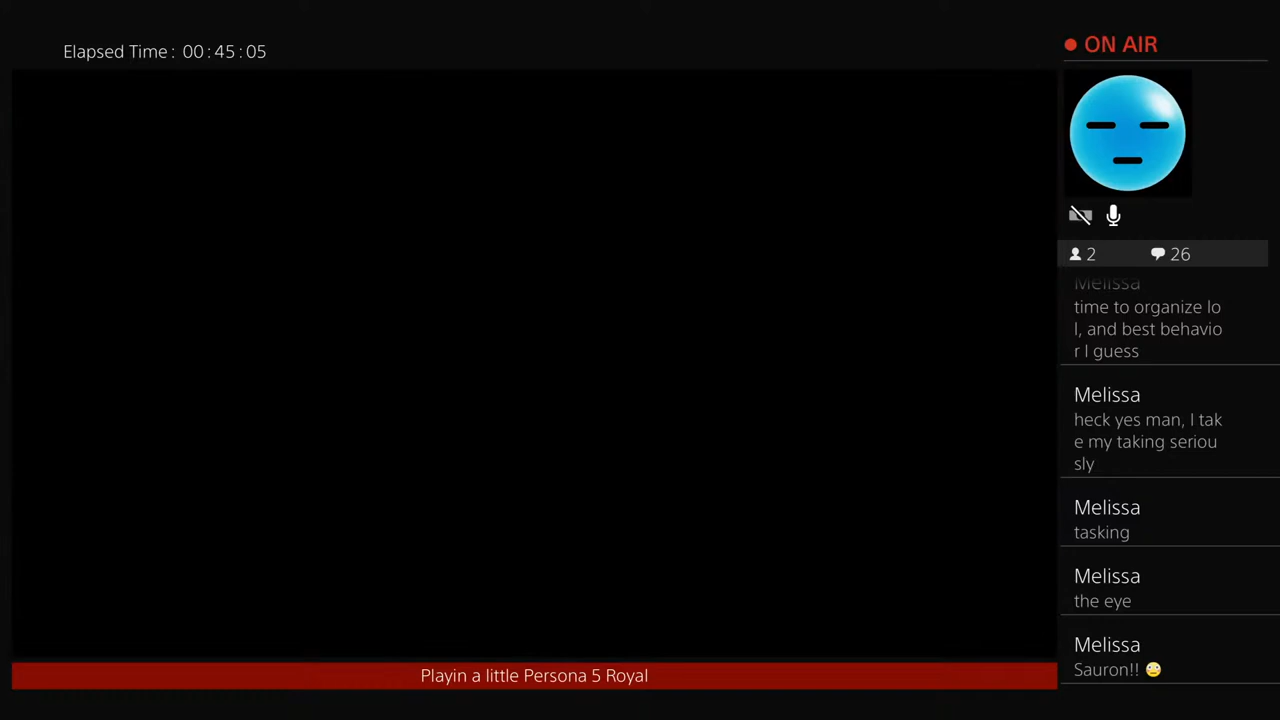 Elapsed Time : 00 : 45 : 05
ON AIR
2 26
Melissa
time to organize lo
l, and best behavio
r I guess
Melissa
heck yes man, I tak
e my taking seriou
sly
Melissa
tasking
Melissa
the eye
Melissa
Sauron!! 😳
Playin a little Persona 5 Royal